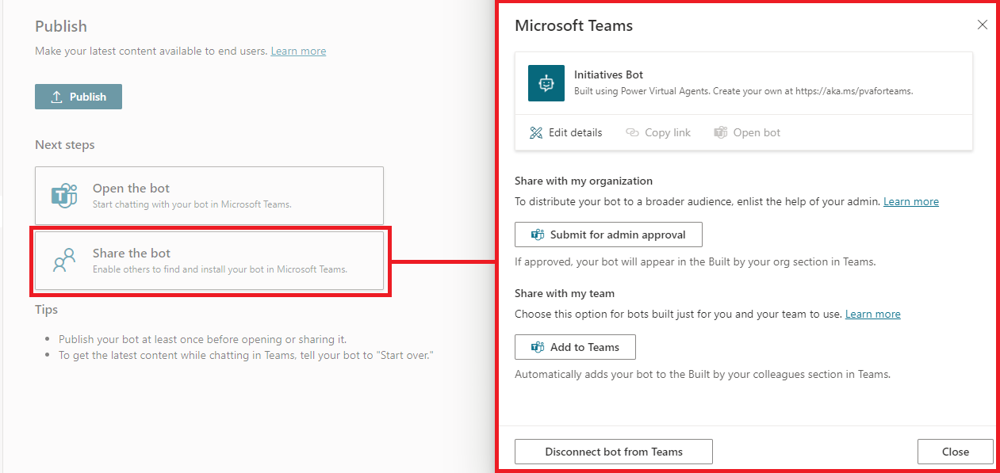 Publish
Make your latest content available to end users. Learn more
Publish
Next steps
Open the bot
Start chatting with your bot in Microsoft Teams.
Share the bot
Enable others to find and install your bot in Microsoft Teams.
Tips
Publish your bot at least once before opening or sharing it.
To get the latest content while chatting in Teams, tell your bot to "Start over."
Microsoft Teams
Initiatives Bot
Built using Power Virtual Agents. Create your own at https://aka.ms/pvaforteams.
Edit details Copy link Open bot
Share with my organization
To distribute your bot to a broader audience, enlist the help of your admin. Learn more
Submit for admin approval
If approved, your bot will appear in the Built by your org section in Teams.
Share with my team
Choose this option for bots built just for you and your team to use. Learn more
Add to Teams
Automatically adds your bot to the Built by your colleagues section in Teams.
Disconnect bot from Teams Close